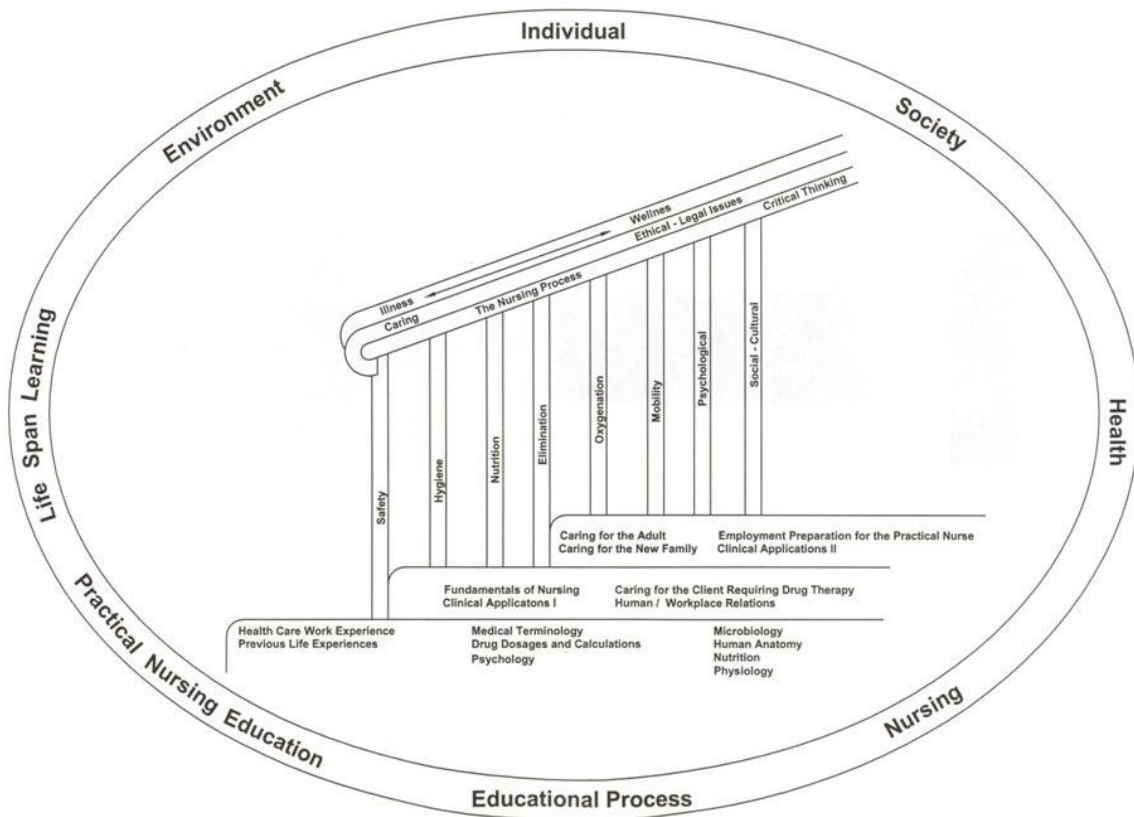 Individual
Environment
Society
Wellnes
Critical Thinking
Ethical - Legal Issues
The Nursing Process
Illness
Caring
Life Span Learning
Health
Safety
Hygiene
Nutrition
Elimination
Oxygenation
Mobility
Psychological
Social - Cultural
Caring for the Adult
Caring for the New Family
Employment Preparation for the Practical Nurse
Clinical Applications II
Fundamentals of Nursing
Clinical Applicatons I
Caring for the Client Requiring Drug Therapy
Human / Workplace Relations
Health Care Work Experience
Previous Life Experiences
Medical Terminology
Drug Dosages and Calculations
Psychology
Microbiology
Human Anatomy
Nutrition
Physiology
Practical Nursing Education
Nursing
Educational Process